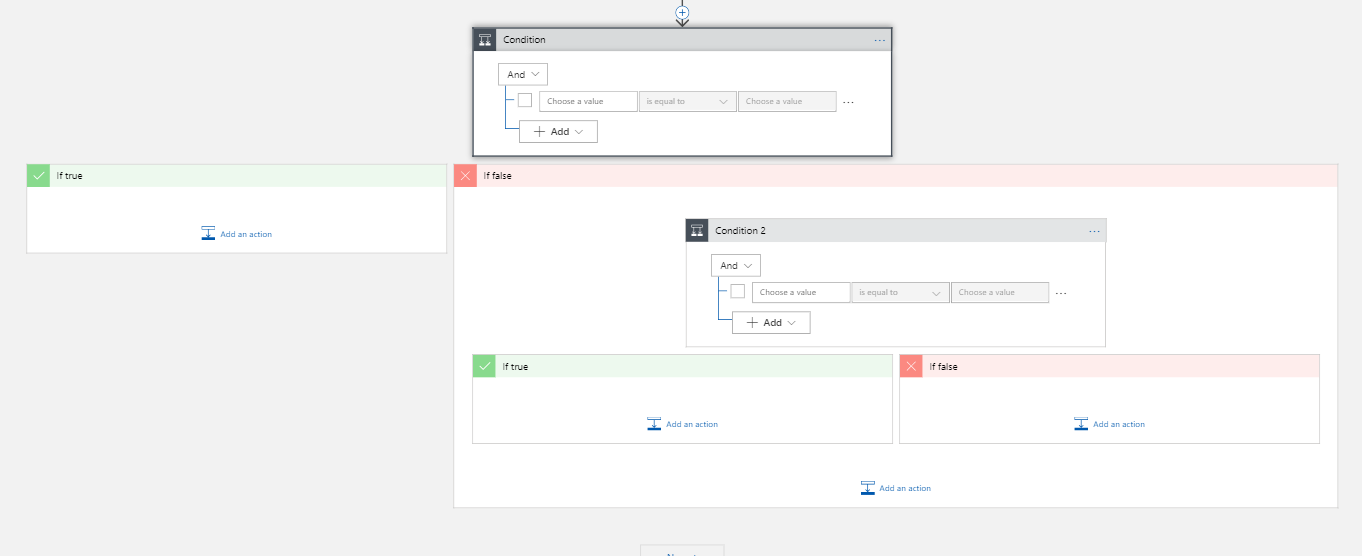 Condition
And
Choose a value
is equal to
Choose a value
Add
If true
If false
Add an action
Condition 2
And
Choose a value
is equal to
Choose a value
Add
If true
If false
Add an action
Add an action
Add an action